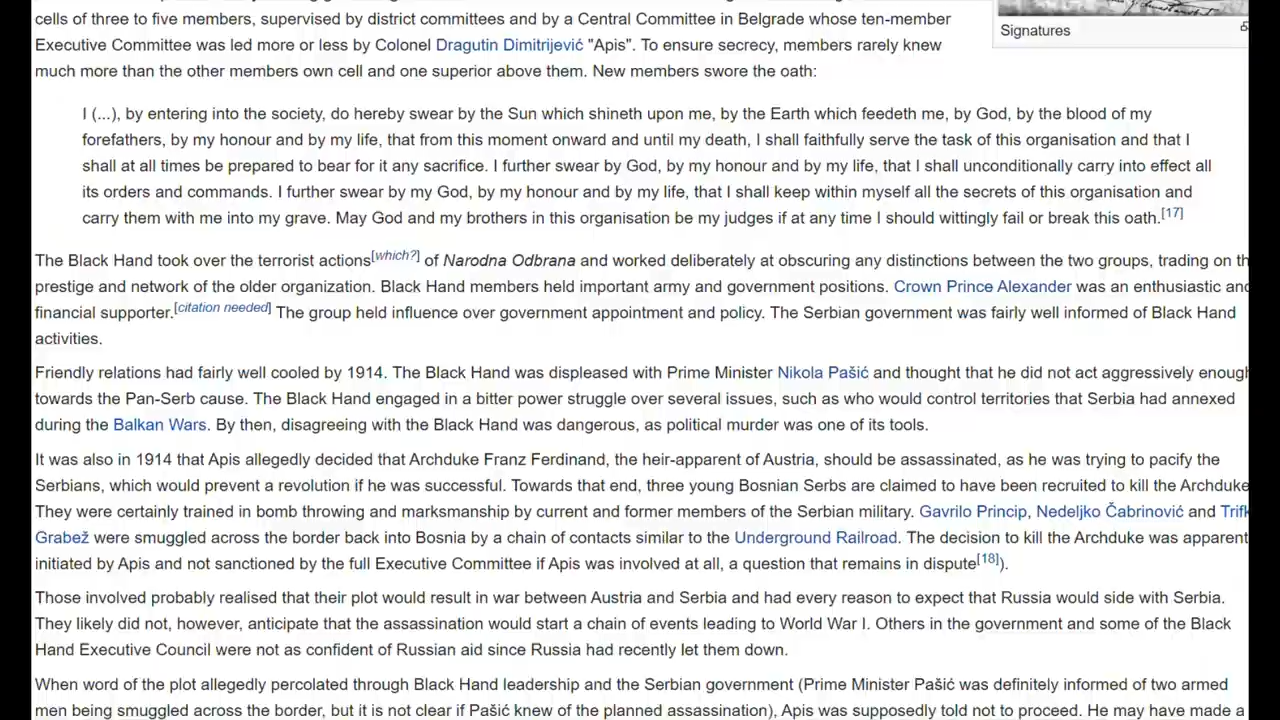 cells of three to five members, supervised by district committees and by a Central Committee in Belgrade whose ten-member
Executive Committee was led more or less by Colonel Dragutin Dimitrijević "Apis". To ensure secrecy, members rarely knew
much more than the other members own cell and one superior above them. New members swore the oath:
Signatures
I (...), by entering into the society, do hereby swear by the Sun which shineth upon me, by the Earth which feedeth me, by God, by the blood of my
forefathers, by my honour and by my life, that from this moment onward and until my death, I shall faithfully serve the task of this organisation and that I
shall at all times be prepared to bear for it any sacrifice. I further swear by God, by my honour and by my life, that I shall unconditionally carry into effect all
its orders and commands. I further swear by my God, by my honour and by my life, that I shall keep within myself all the secrets of this organisation and
carry them with me into my grave. May God and my brothers in this organisation be my judges if at any time I should wittingly fail or break this oath.[17]
The Black Hand took over the terrorist actions[which?] of Narodna Odbrana and worked deliberately at obscuring any distinctions between the two groups, trading on th
prestige and network of the older organization. Black Hand members held important army and government positions. Crown Prince Alexander was an enthusiastic and
financial supporter.[citation needed] The group held influence over government appointment and policy. The Serbian government was fairly well informed of Black Hand
activities.
Friendly relations had fairly well cooled by 1914. The Black Hand was displeased with Prime Minister Nikola Pašić and thought that he did not act aggressively enough
towards the Pan-Serb cause. The Black Hand engaged in a bitter power struggle over several issues, such as who would control territories that Serbia had annexed
during the Balkan Wars. By then, disagreeing with the Black Hand was dangerous, as political murder was one of its tools.
It was also in 1914 that Apis allegedly decided that Archduke Franz Ferdinand, the heir-apparent of Austria, should be assassinated, as he was trying to pacify the
Serbians, which would prevent a revolution if he was successful. Towards that end, three young Bosnian Serbs are claimed to have been recruited to kill the Archduke
They were certainly trained in bomb throwing and marksmanship by current and former members of the Serbian military. Gavrilo Princip, Nedeljko Čabrinović and Trifk
Grabež were smuggled across the border back into Bosnia by a chain of contacts similar to the Underground Railroad. The decision to kill the Archduke was apparent
initiated by Apis and not sanctioned by the full Executive Committee if Apis was involved at all, a question that remains in dispute[18]).
Those involved probably realised that their plot would result in war between Austria and Serbia and had every reason to expect that Russia would side with Serbia.
They likely did not, however, anticipate that the assassination would start a chain of events leading to World War I. Others in the government and some of the Black
Hand Executive Council were not as confident of Russian aid since Russia had recently let them down.
When word of the plot allegedly percolated through Black Hand leadership and the Serbian government (Prime Minister Pašić was definitely informed of two armed
men being smuggled across the border, but it is not clear if Pašić knew of the planned assassination), Apis was supposedly told not to proceed. He may have made a